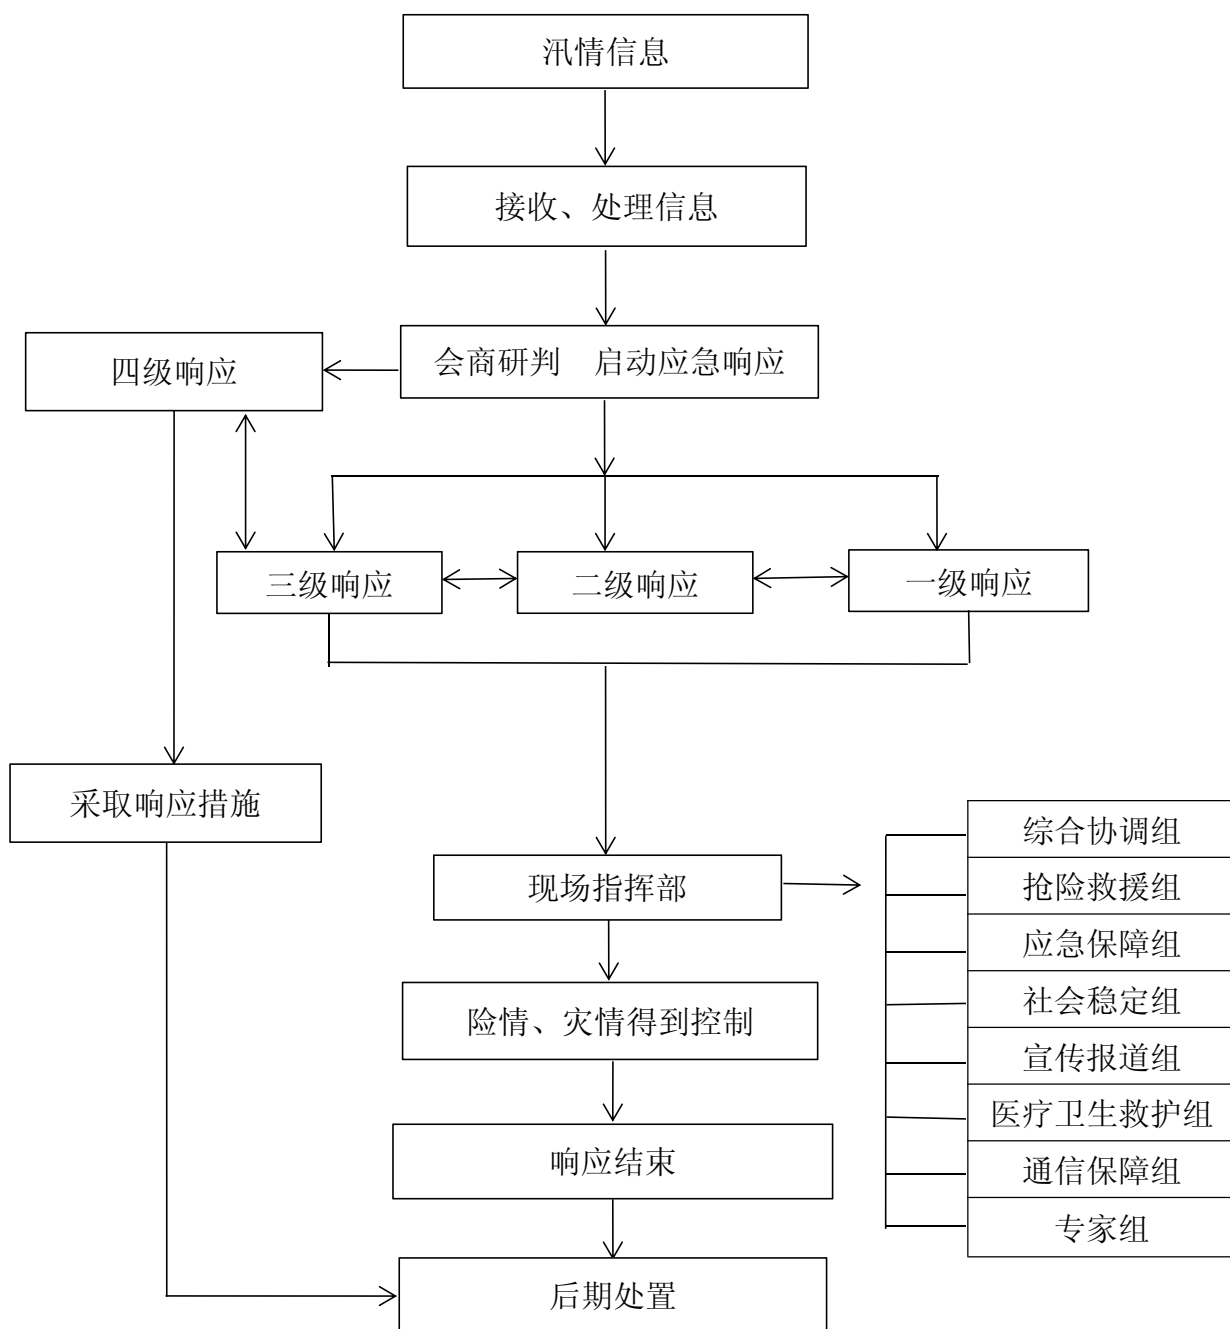 汛情信息
接收、处理信息
会商研判　启动应急响应
四级响应
三级响应
二级响应
一级响应
采取响应措施
现场指挥部
综合协调组
抢险救援组
应急保障组
社会稳定组
宣传报道组
医疗卫生救护组
通信保障组
专家组
险情、灾情得到控制
响应结束
后期处置